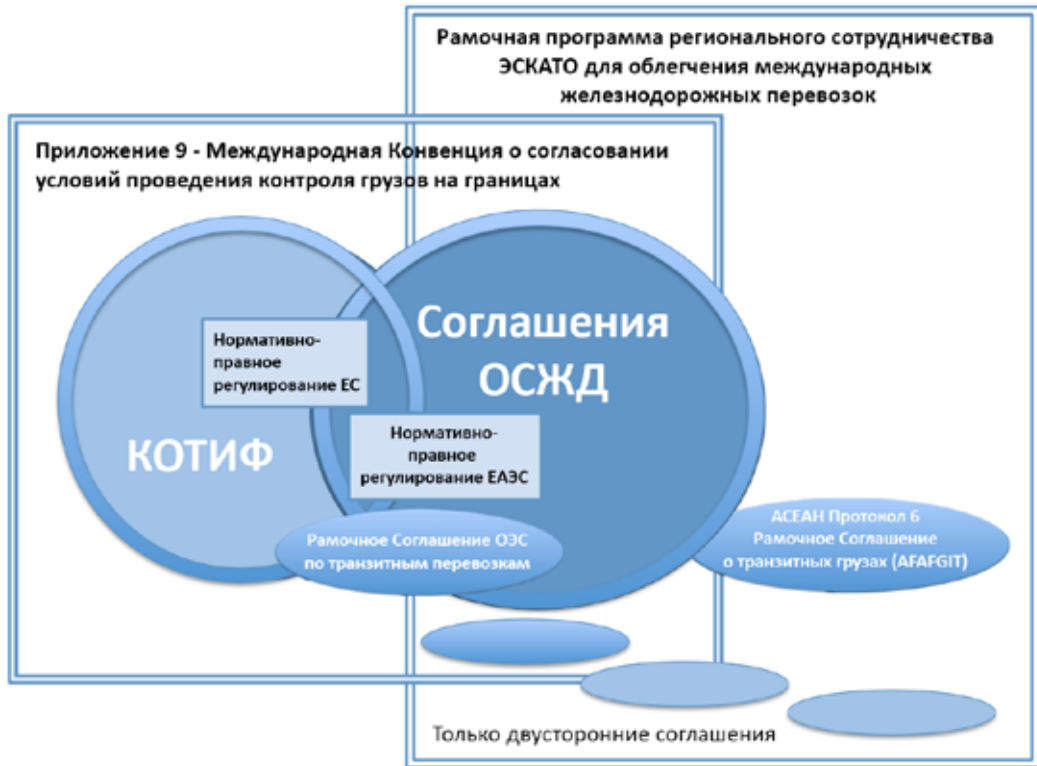 Рамочная программа регионального сотрудничества
ЭСКАТО для облегчения международных
железнодорожных перевозок
Приложение 9 - Международная Конвенция о согласовании
условий проведения контроля грузов на границах
Соглашения
ОСЖД
Нормативно-
правное
регулирование ЕС
КОТИФ
Нормативно-
правное
регулирование ЕАЭС
Рамочное Соглашение ОЭС
по транзитным перевозкам
АСЕАН Протокол 6
Рамочное Соглашение
о транзитных грузах (AFAFGIT)
Только двусторонние соглашения